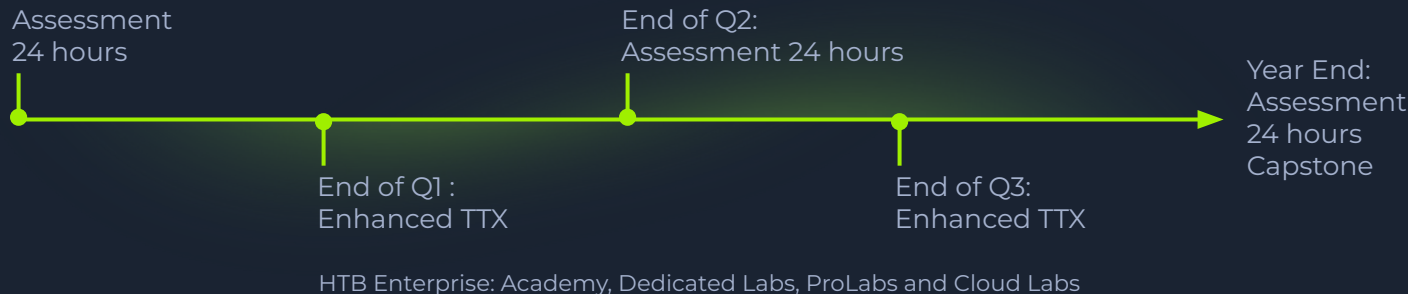 Assessment
24 hours
End of Q1 :
Enhanced TTX
End of Q2:
Assessment 24 hours
End of Q3:
Enhanced TTX
Year End:
Assessment
24 hours
Capstone
HTB Enterprise: Academy, Dedicated Labs, ProLabs and Cloud Labs